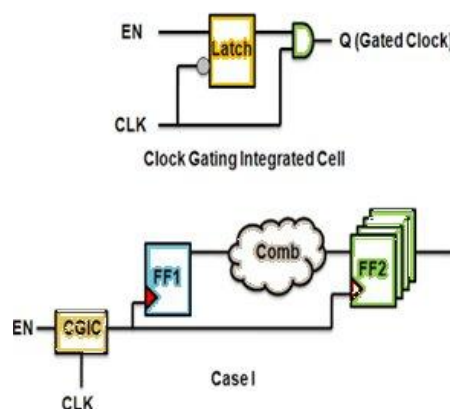 EN
Latch
Q (Gated Clock)
CLK
Clock Gating Integrated Cell
FF1
Comb
FF2
EN
CGIC
CLK
Case I